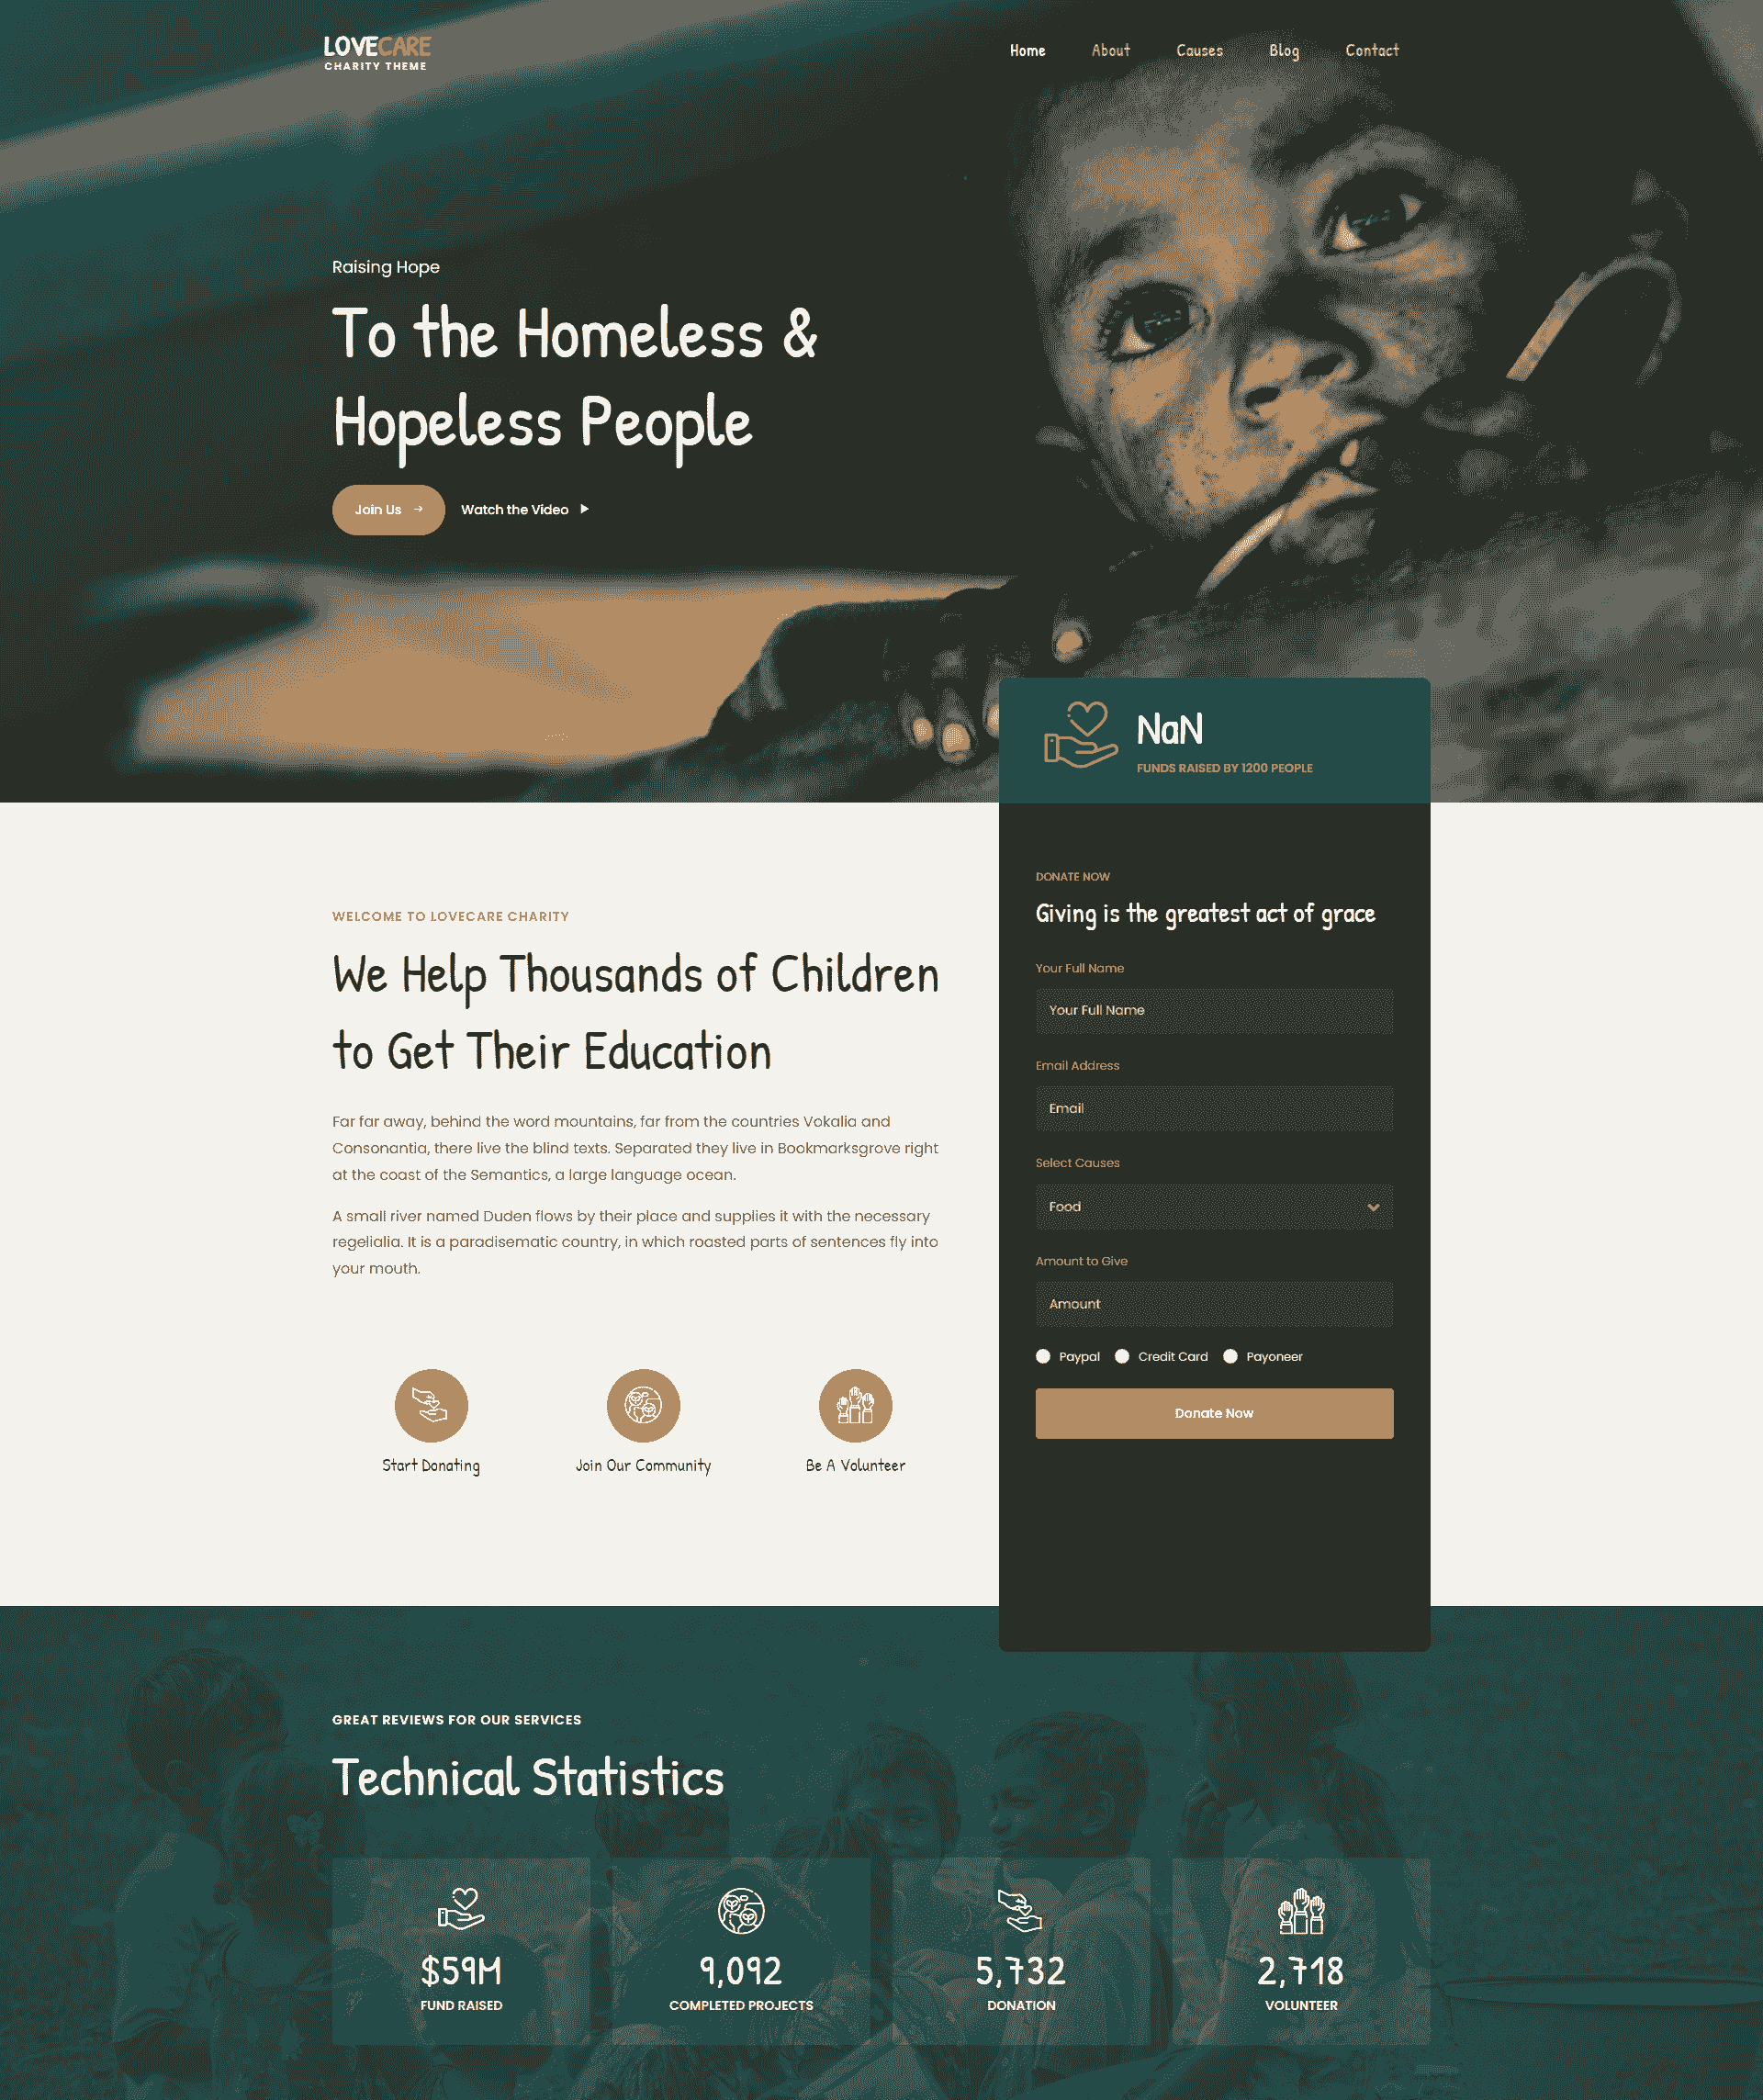 LOVECARE
CHARITY THEME
Home About Causes Blog Contact
Raising Hope
To the Homeless &
Hopeless People
Join Us
Watch the Video
NaN
FUNDS RAISED BY 1200 PEOPLE
DONATE NOW
Giving is the greatest act of grace
Your Full Name
Your Full Name
Email Address
Email
Select Causes
Food
Amount to Give
Amount
Paypal Credit Card Payoneer
Donate Now
WELCOME TO LOVECARE CHARITY
We Help Thousands of Children
to Get Their Education
Far far away, behind the word mountains, far from the countries Vokalia and
Consonantia, there live the blind texts. Separated they live in Bookmarksgrove right
at the coast of the Semantics, a large language ocean.
A small river named Duden flows by their place and supplies it with the necessary
regelialia. It is a paradisematic country, in which roasted parts of sentences fly into
your mouth.
Start Donating
Join Our Community
Be A Volunteer
GREAT REVIEWS FOR OUR SERVICES
Technical Statistics
$59M
FUND RAISED
9,092
COMPLETED PROJECTS
5,732
DONATION
2,718
VOLUNTEER